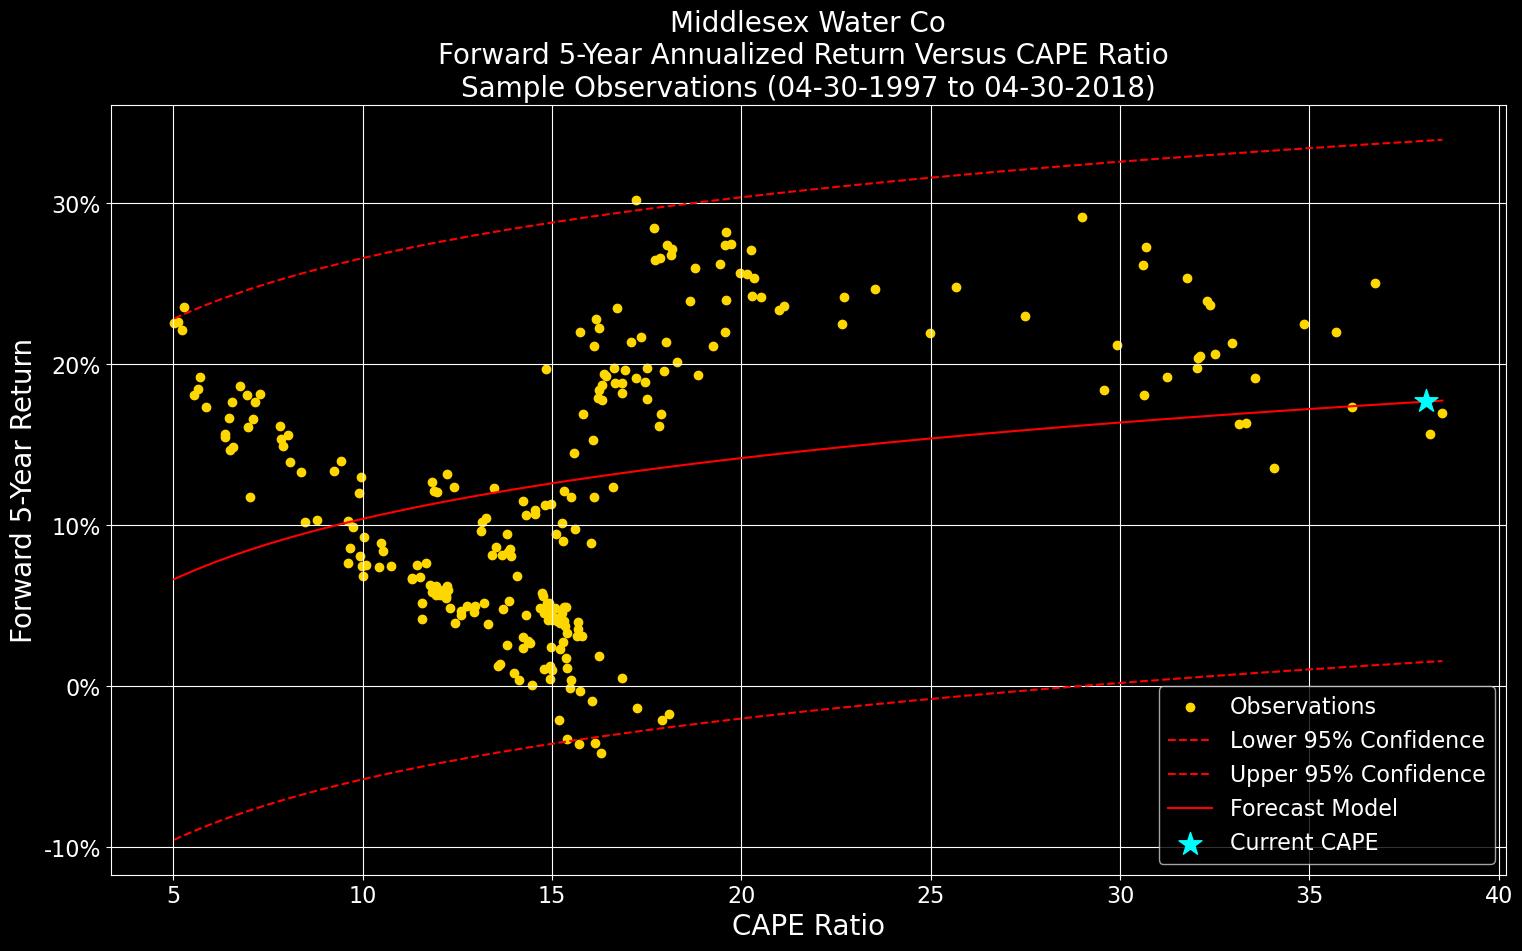 Middlesex Water Co
Forward 5-Year Annualized Return Versus CAPE Ratio
Sample Observations (04-30-1997 to 04-30-2018)
Forward 5-Year Return
30%
20%
10%
0%
-10%
Observations
Lower 95% Confidence
Upper 95% Confidence
Forecast Model
Current CAPE
5 10 15 20 25 30 35 40
CAPE Ratio